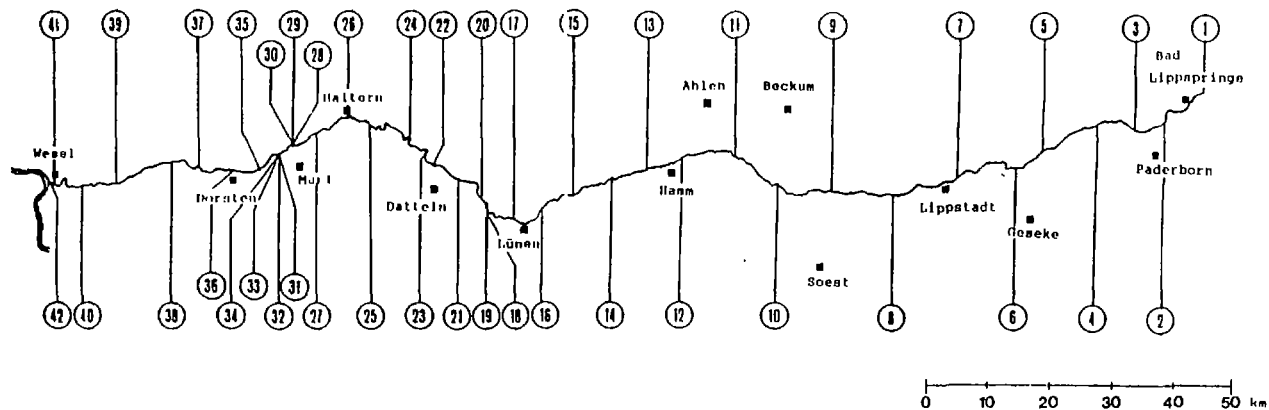 41 39 37 35 29 26 24 22 20 17 15 13 11 9 7 5 3 1
30 28
Bad
Lippspringe
Haltern
Ahlen
Beckum
Wesel
Marl
Dorsten
Datteln
Lünen
Hamm
Paderborn
Lippstadt
Geseke
Soest
36 33 31
42 40 38 34 32 27 25 23 21 19 18 16 14 12 10 8 6 4 2
0 10 20 30 40 50 km